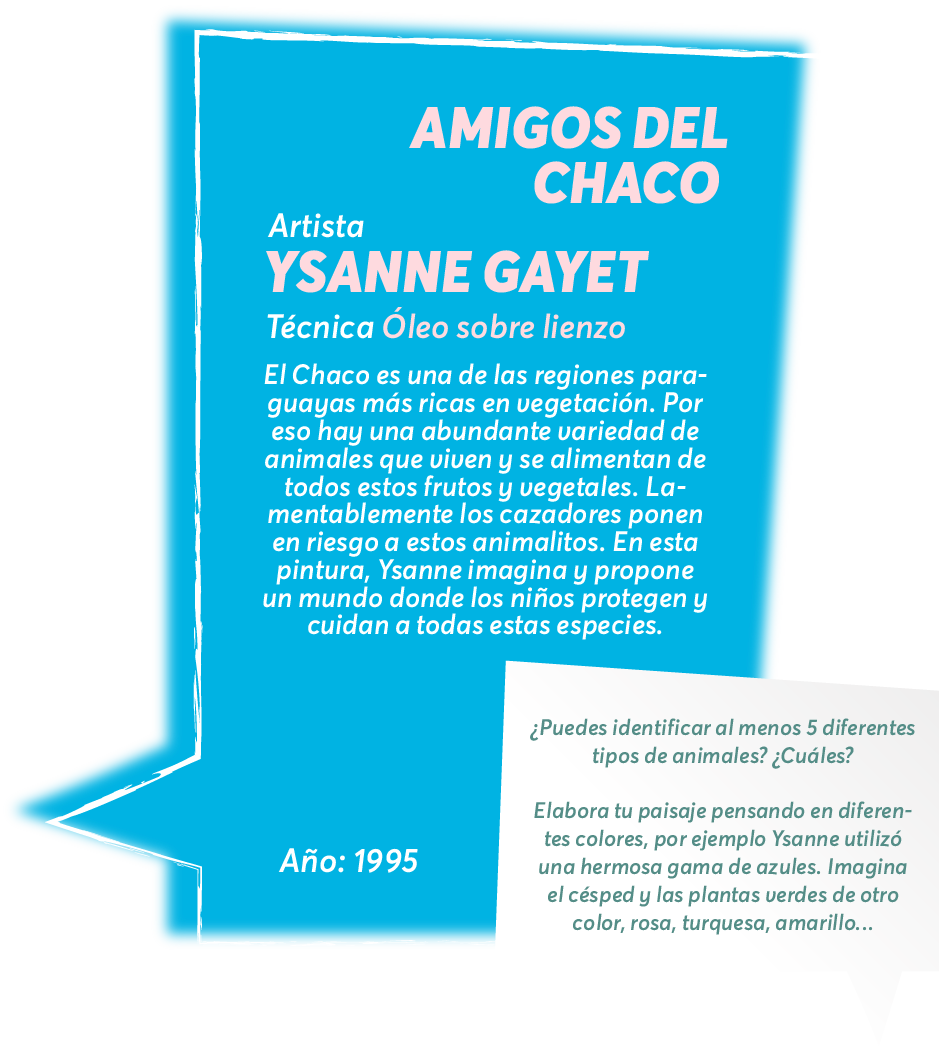 AMIGOS DEL
CHACO
Artista
YSANNE GAYET
Técnica Óleo sobre lienzo
El Chaco es una de las regiones para-
guayas más ricas en vegetación. Por
eso hay una abundante variedad de
animales que viven y se alimentan de
todos estos frutos y vegetales. La-
mentablemente los cazadores ponen
en riesgo a estos animalitos. En esta
pintura, Ysanne imagina y propone
un mundo donde los niños protegen y
cuidan a todas estas especies.
Año: 1995
¿Puedes identificar al menos 5 diferentes
tipos de animales? ¿Cuáles?
Elabora tu paisaje pensando en diferen-
tes colores, por ejemplo Ysanne utilizó
una hermosa gama de azules. Imagina
el césped y las plantas verdes de otro
color, rosa, turquesa, amarillo...